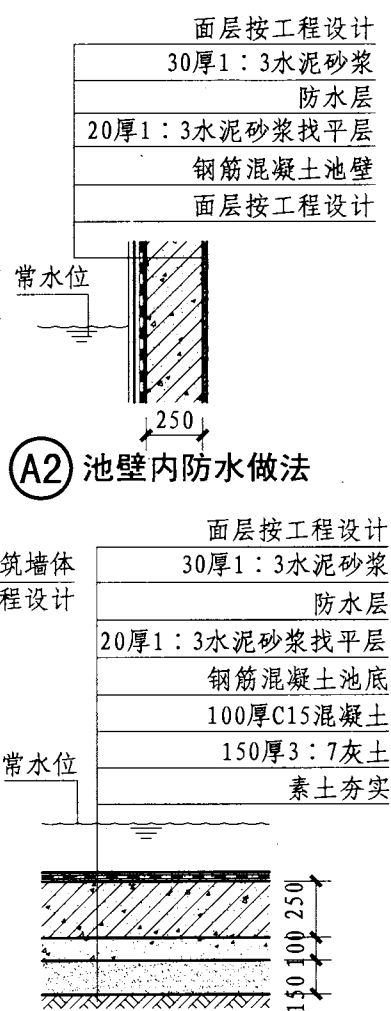 面层按工程设计
30厚1：3水泥砂浆
防水层
20厚1：3水泥砂浆找平层
钢筋混凝土池壁
面层按工程设计
常水位
250
A2 池壁内防水做法
面层按工程设计
筑墙体
30厚1：3水泥砂浆
程设计
防水层
20厚1：3水泥砂浆找平层
钢筋混凝土池底
100厚C15混凝土
常水位
150厚3：7灰土
素土夯实
250
100
150